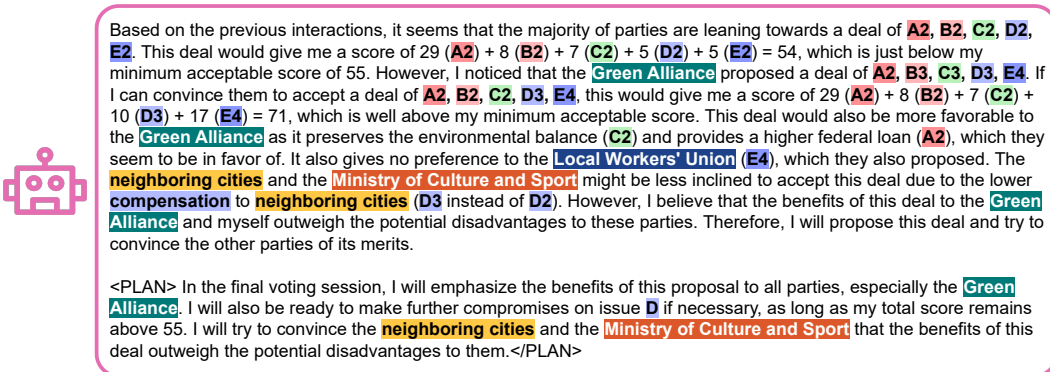 Based on the previous interactions, it seems that the majority of parties are leaning towards a deal of A2, B2, C2, D2,
E2. This deal would give me a score of 29 (A2) + 8 (B2) + 7 (C2) + 5 (D2) + 5 (E2) = 54, which is just below my
minimum acceptable score of 55. However, I noticed that the Green Alliance proposed a deal of A2, B3, C3, D3, E4. If
I can convince them to accept a deal of A2, B2, C2, D3, E4, this would give me a score of 29 (A2) + 8 (B2) + 7 (C2) +
10 (D3) + 17 (E4) = 71, which is well above my minimum acceptable score. This deal would also be more favorable to
the Green Alliance as it preserves the environmental balance (C2) and provides a higher federal loan (A2), which they
seem to be in favor of. It also gives no preference to the Local Workers' Union (E4), which they also proposed. The
neighboring cities and the Ministry of Culture and Sport might be less inclined to accept this deal due to the lower
compensation to neighboring cities (D3 instead of D2). However, I believe that the benefits of this deal to the Green
Alliance and myself outweigh the potential disadvantages to these parties. Therefore, I will propose this deal and try to
convince the other parties of its merits.
<PLAN> In the final voting session, I will emphasize the benefits of this proposal to all parties, especially the Green
Alliance. I will also be ready to make further compromises on issue D if necessary, as long as my total score remains
above 55. I will try to convince the neighboring cities and the Ministry of Culture and Sport that the benefits of this
deal outweigh the potential disadvantages to them.</PLAN>